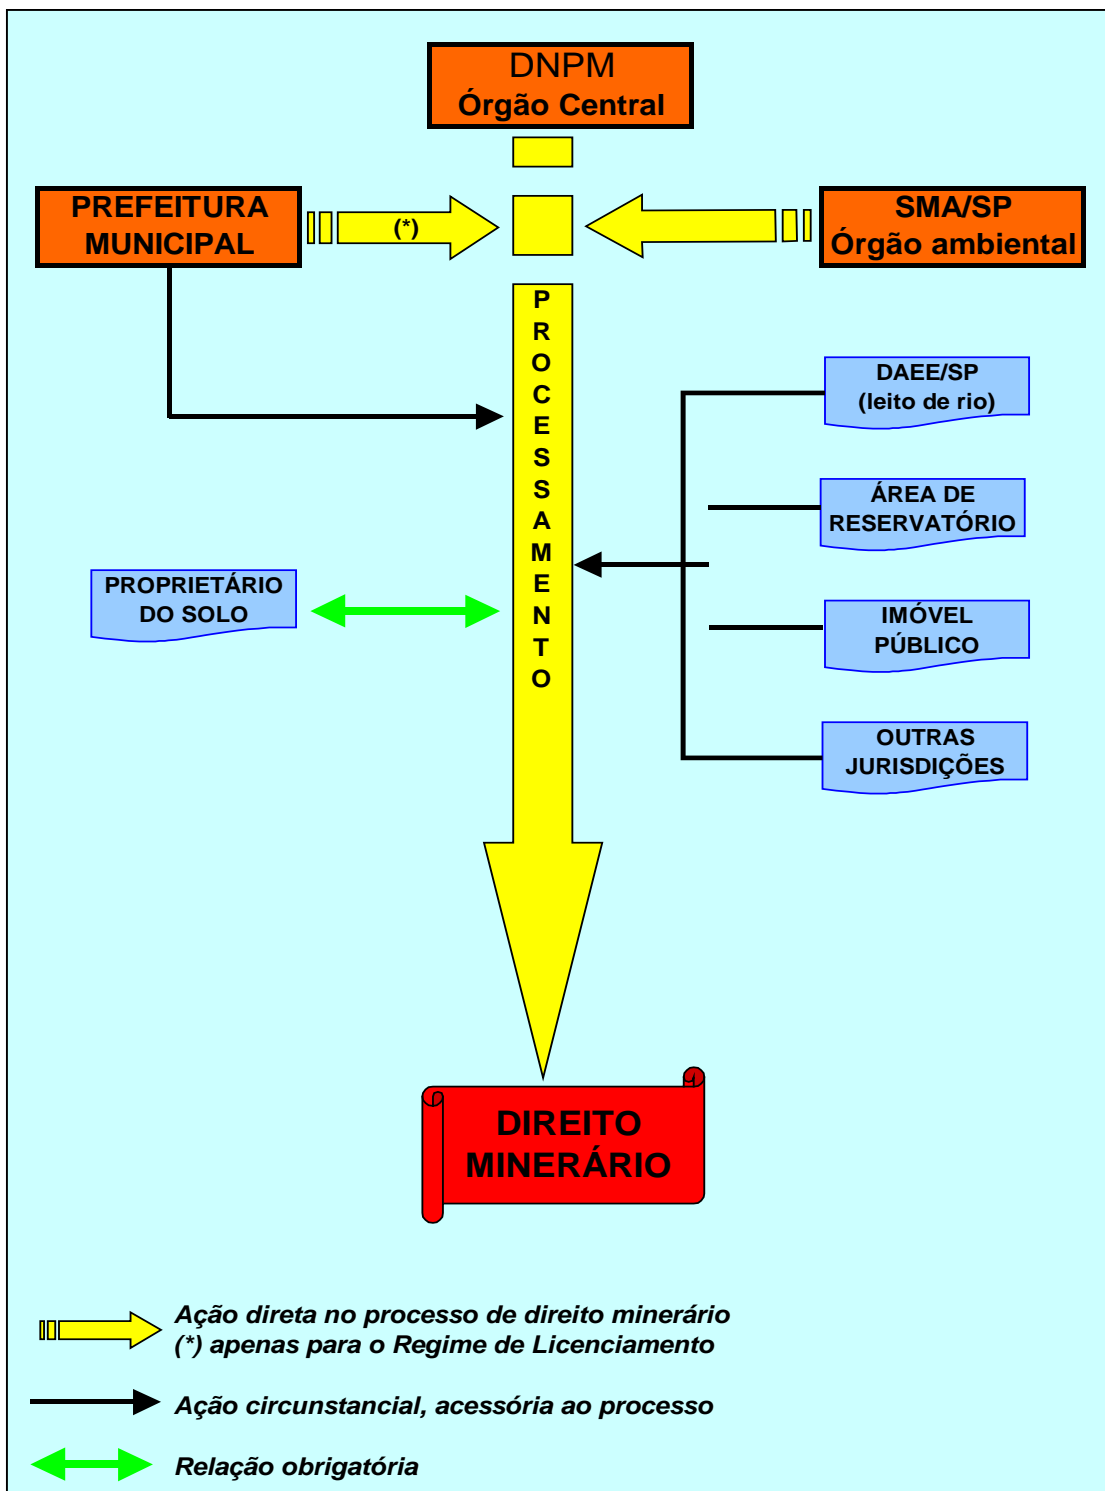 DNPM
Órgão Central
PREFEITURA
MUNICIPAL
(*)
SMA/SP
Órgão ambiental
P
R
O
C
E
S
S
A
M
E
N
T
O
DAEE/SP
(leito de rio)
ÁREA DE
RESERVATÓRIO
PROPRIETÁRIO
DO SOLO
IMÓVEL
PÚBLICO
OUTRAS
JURISDIÇÕES
DIREITO
MINERÁRIO
Ação direta no processo de direito minerário
(*) apenas para o Regime de Licenciamento
Ação circunstancial, acessória ao processo
Relação obrigatória